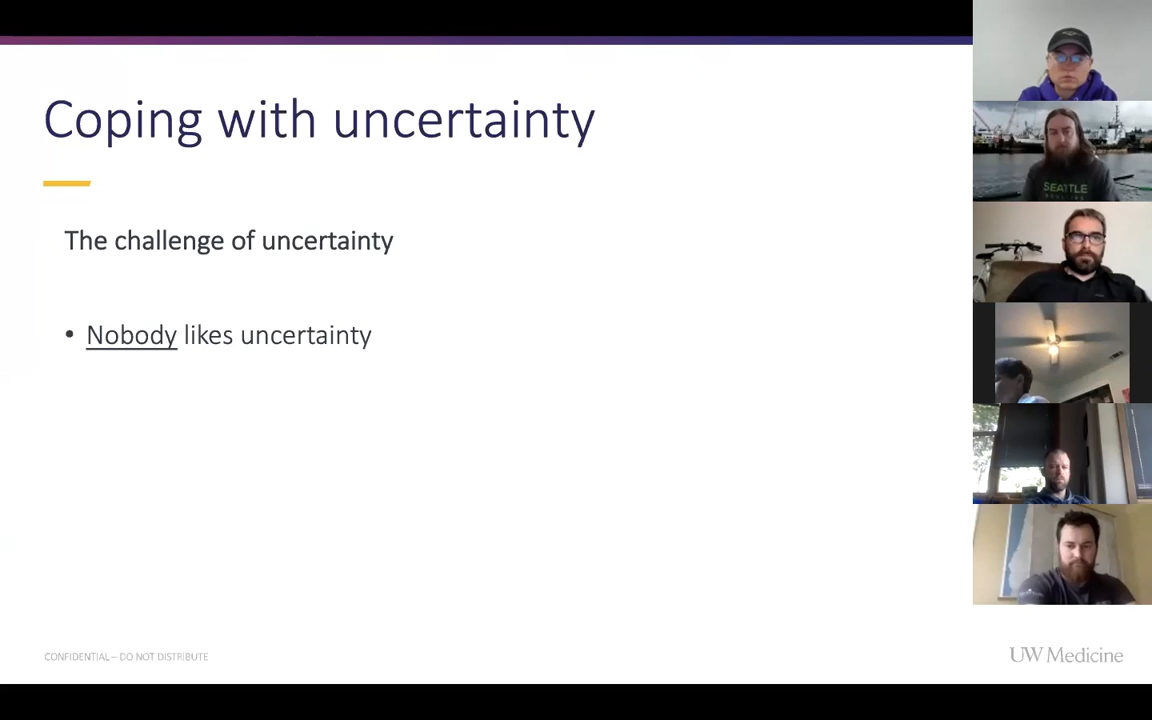 Coping with uncertainty
The challenge of uncertainty
• Nobody likes uncertainty
SEATTLE
CONFIDENTIAL – DO NOT DISTRIBUTE
UW Medicine